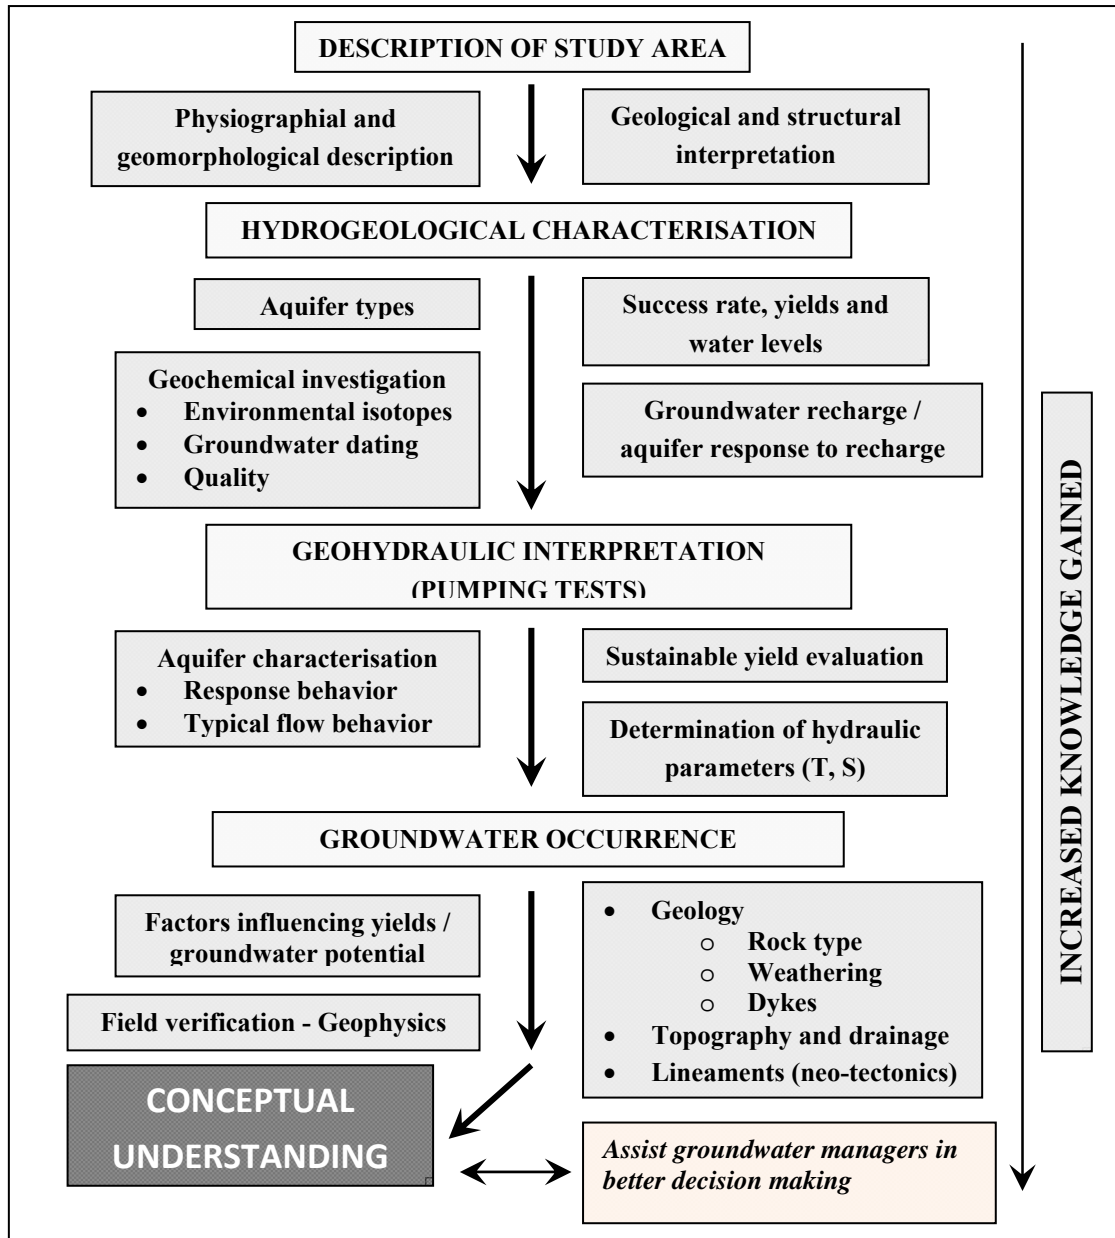 DESCRIPTION OF STUDY AREA
Physiographial and
geomorphological description
Geological and structural
interpretation
HYDROGEOLOGICAL CHARACTERISATION
Aquifer types
Success rate, yields and
water levels
Geochemical investigation
• Environmental isotopes
• Groundwater dating
• Quality
Groundwater recharge /
aquifer response to recharge
GEOHYDRAULIC INTERPRETATION
(PUMPING TESTS)
Aquifer characterisation
• Response behavior
• Typical flow behavior
Sustainable yield evaluation
Determination of hydraulic
parameters (T, S)
GROUNDWATER OCCURRENCE
Factors influencing yields /
groundwater potential
Field verification - Geophysics
• Geology
o Rock type
o Weathering
o Dykes
• Topography and drainage
• Lineaments (neo-tectonics)
CONCEPTUAL
UNDERSTANDING
Assist groundwater managers in
better decision making
INCREASED KNOWLEDGE GAINED